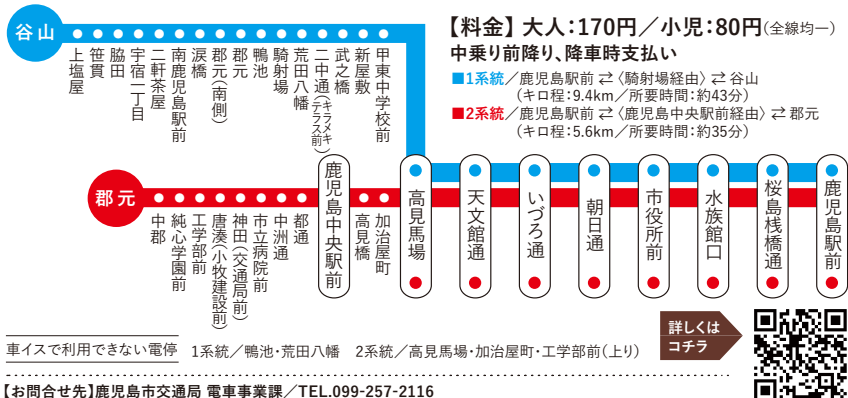 谷山
上塩屋
笹貫
脇田
宇宿一丁目
二軒茶屋
南鹿児島駅前
涙橋
郡元(南側)
郡元
鴨池
騎射場
荒田八幡
二中通(キラメキテラス前)
武之橋
新屋敷
甲東中学校前
【料金】大人:170円/小児:80円(全線均一)
中乗り前降り、降車時支払い
■1系統/鹿児島駅前 ⇄〈騎射場経由〉⇄ 谷山
(キロ程:9.4km/所要時間:約43分)
■2系統/鹿児島駅前 ⇄〈鹿児島中央駅前経由〉⇄ 郡元
(キロ程:5.6km/所要時間:約35分)
郡元
中郡
純心学園前
工学部前
唐湊(小牧建設前)
神田(交通局前)
市立病院前
中洲通
都通
鹿児島中央駅前
高見橋
加治屋町
高見馬場
天文館通
いづろ通
朝日通
市役所前
水族館口
桜島桟橋通
鹿児島駅前
車イスで利用できない電停 1系統/鴨池・荒田八幡 2系統/高見馬場・加治屋町・工学部前(上り)
詳しくは
コチラ
【お問合せ先】鹿児島市交通局 電車事業課/TEL.099-257-2116